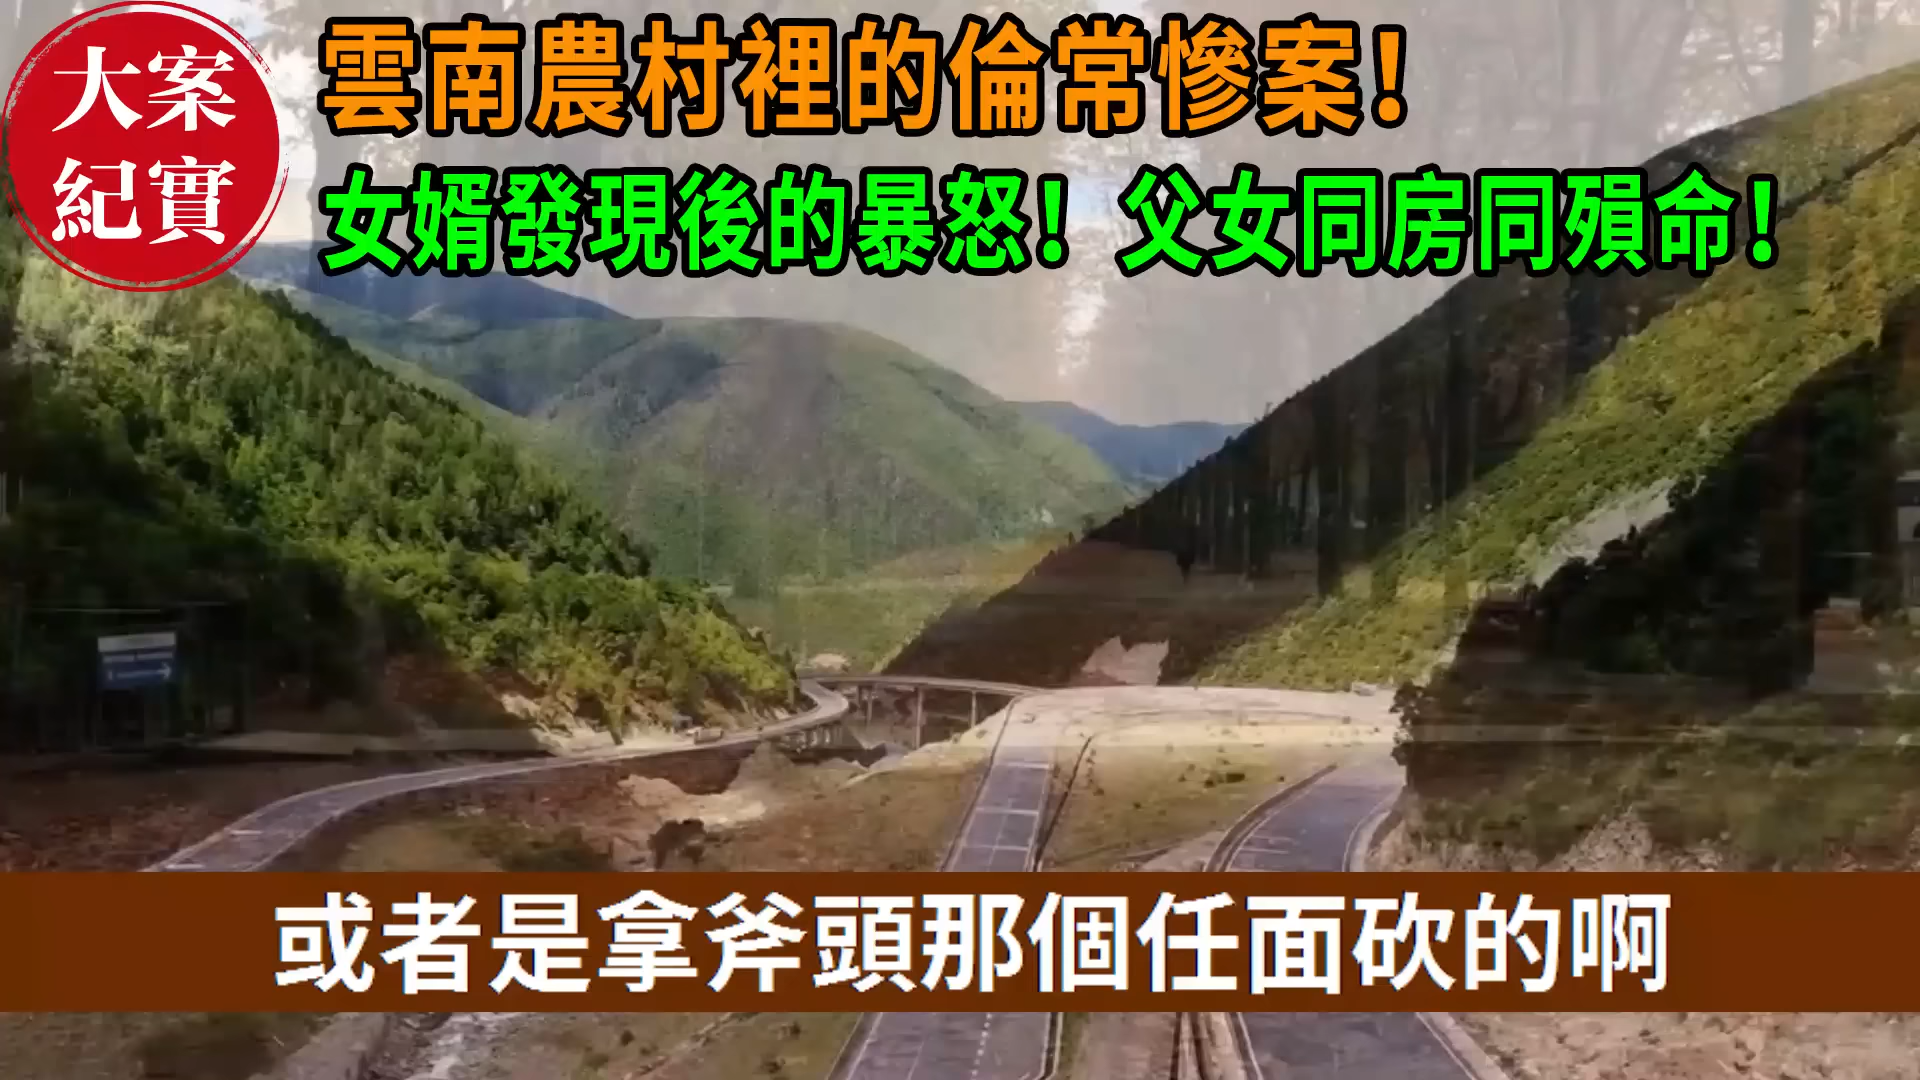 大案
紀實
雲南農村裡的倫常慘案！
女婿發現後的暴怒！父女同房同殞命！
或者是拿斧頭那個任面砍的啊